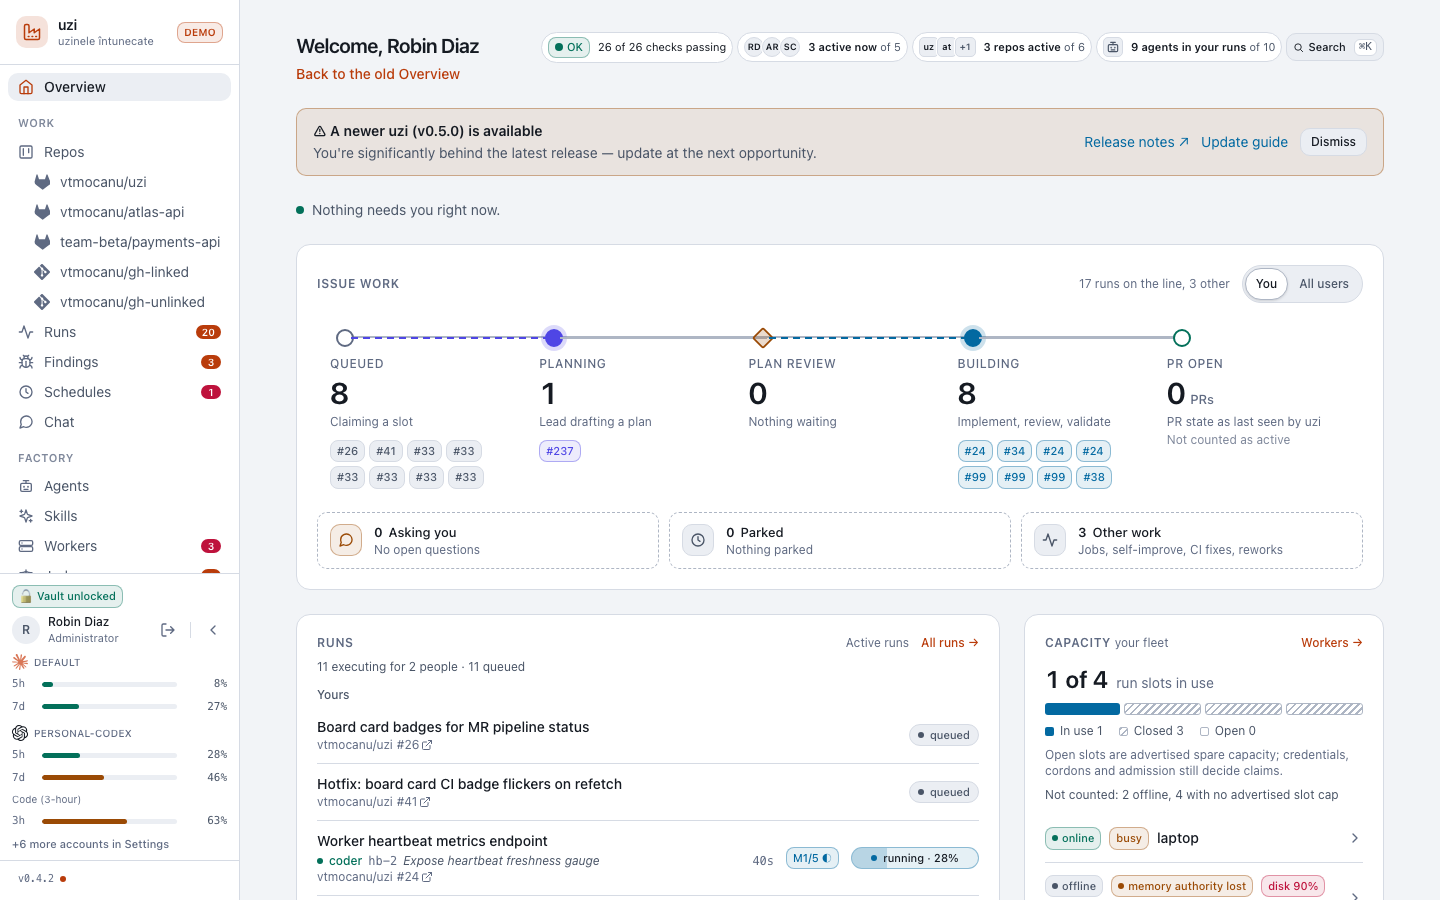 uzi
uzinele întunecate
DEMO
Overview
WORK
Repos
vtmocanu/uzi
vtmocanu/atlas-api
team-beta/payments-api
vtmocanu/gh-linked
vtmocanu/gh-unlinked
Runs 20
Findings 3
Schedules 1
Chat
FACTORY
Agents
Skills
Workers 3
Vault unlocked
R
Robin Diaz
Administrator
DEFAULT
5h 8%
7d 27%
PERSONAL-CODEX
5h 28%
7d 46%
Code (3-hour)
3h 63%
+6 more accounts in Settings
v0.4.2
Welcome, Robin Diaz
Back to the old Overview
OK 26 of 26 checks passing
RD AR SC 3 active now of 5
uz at +1 3 repos active of 6
9 agents in your runs of 10
Search ⌘K
A newer uzi (v0.5.0) is available
You're significantly behind the latest release — update at the next opportunity.
Release notes ↗ Update guide Dismiss
Nothing needs you right now.
ISSUE WORK
17 runs on the line, 3 other
You All users
QUEUED
8
Claiming a slot
#26 #41 #33 #33
#33 #33 #33 #33
PLANNING
1
Lead drafting a plan
#237
PLAN REVIEW
0
Nothing waiting
BUILDING
8
Implement, review, validate
#24 #34 #24 #24
#99 #99 #99 #38
PR OPEN
0 PRs
PR state as last seen by uzi
Not counted as active
0 Asking you
No open questions
0 Parked
Nothing parked
3 Other work
Jobs, self-improve, CI fixes, reworks
RUNS
Active runs All runs →
11 executing for 2 people · 11 queued
Yours
Board card badges for MR pipeline status
vtmocanu/uzi #26
queued
Hotfix: board card CI badge flickers on refetch
vtmocanu/uzi #41
queued
Worker heartbeat metrics endpoint
coder hb-2 Expose heartbeat freshness gauge
vtmocanu/uzi #24
40s M1/5 running · 28%
CAPACITY your fleet
Workers →
1 of 4 run slots in use
In use 1 Closed 3 Open 0
Open slots are advertised spare capacity; credentials,
cordons and admission still decide claims.
Not counted: 2 offline, 4 with no advertised slot cap
online busy laptop
offline memory authority lost disk 90%